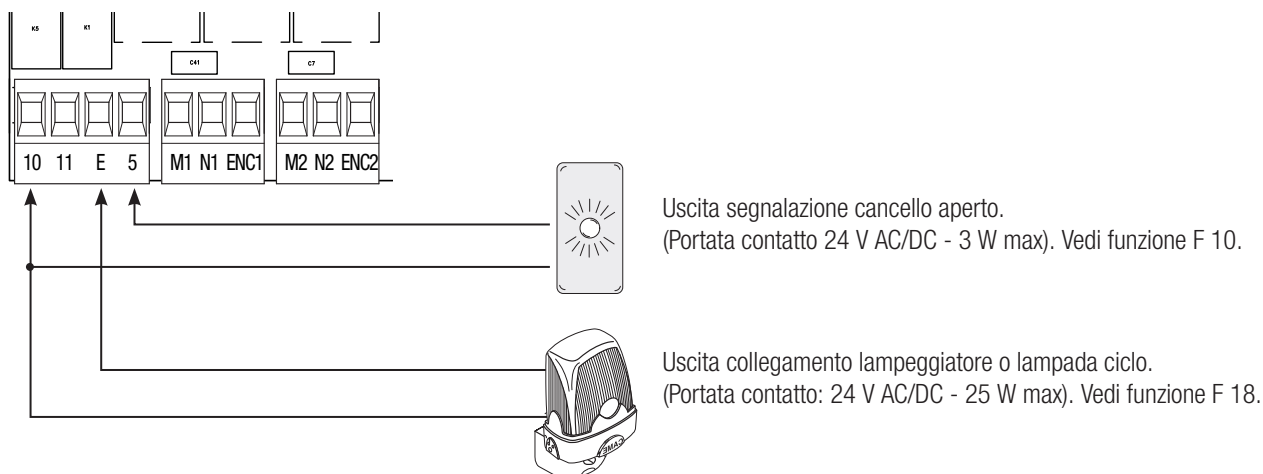 K5 K1
C41 C7
10 11 E 5 M1 N1 ENC1 M2 N2 ENC2
Uscita segnalazione cancello aperto.
(Portata contatto 24 V AC/DC - 3 W max). Vedi funzione F 10.
Uscita collegamento lampeggiatore o lampada ciclo.
(Portata contatto: 24 V AC/DC - 25 W max). Vedi funzione F 18.
CAME